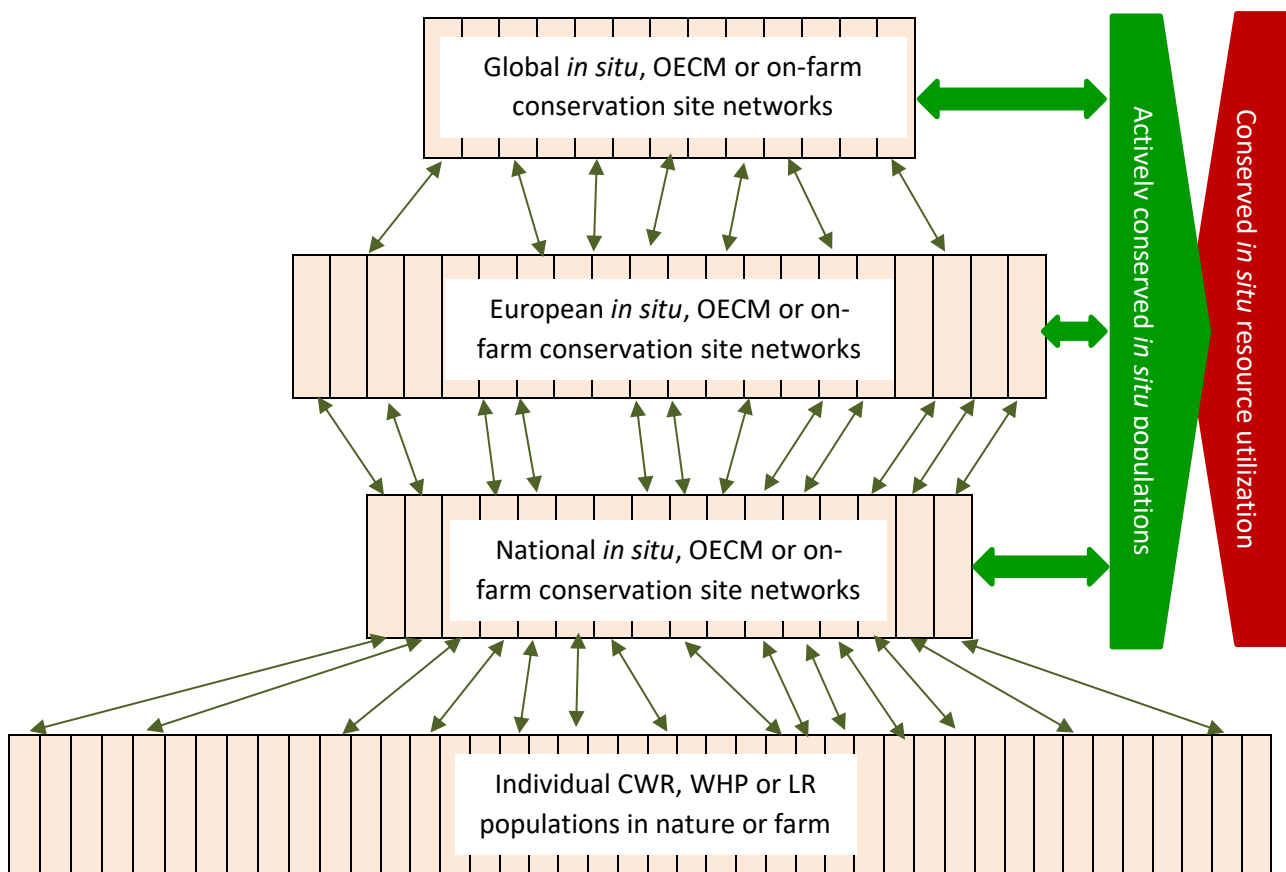 Global in situ, OECM or on-farm
conservation site networks
European in situ, OECM or on-
farm conservation site networks
National in situ, OECM or on-
farm conservation site networks
Individual CWR, WHP or LR
populations in nature or farm
Actively conserved in situ populations
Conserved in situ resource utilization